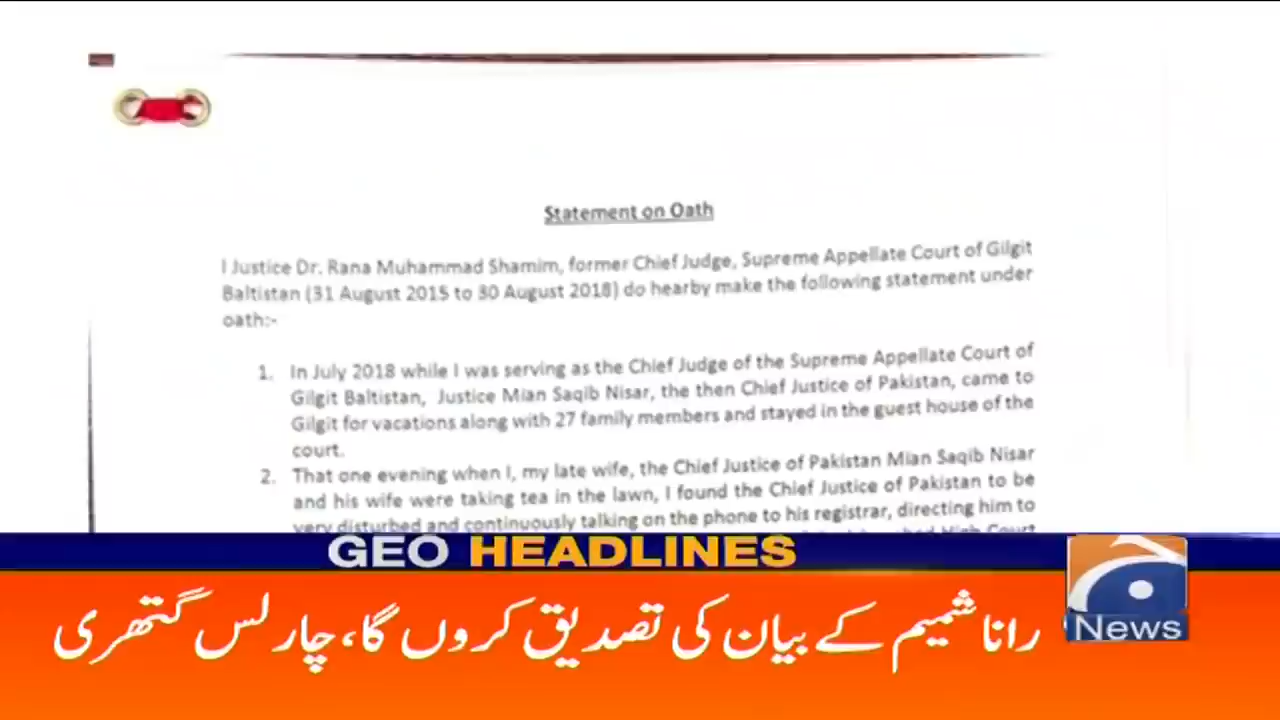 Statement on Oath
I Justice Dr. Rana Muhammad Shamim, former Chief Judge, Supreme Appellate Court of Gilgit
Baltistan (31 August 2015 to 30 August 2018) do hearby make the following statement under
oath:-
1. In July 2018 while I was serving as the Chief Judge of the Supreme Appellate Court of
Gilgit Baltistan, Justice Mian Saqib Nisar, the then Chief Justice of Pakistan, came to
Gilgit for vacations along with 27 family members and stayed in the guest house of the
court.
2. That one evening when I, my late wife, the Chief Justice of Pakistan Mian Saqib Nisar
and his wife were taking tea in the lawn, I found the Chief Justice of Pakistan to be
very disturbed and continuously talking on the phone to his registrar, directing him to
High Court
GEO HEADLINES
رانا شمیم کے بیان کی تصدیق کروں گا، چارلس گتھری
News